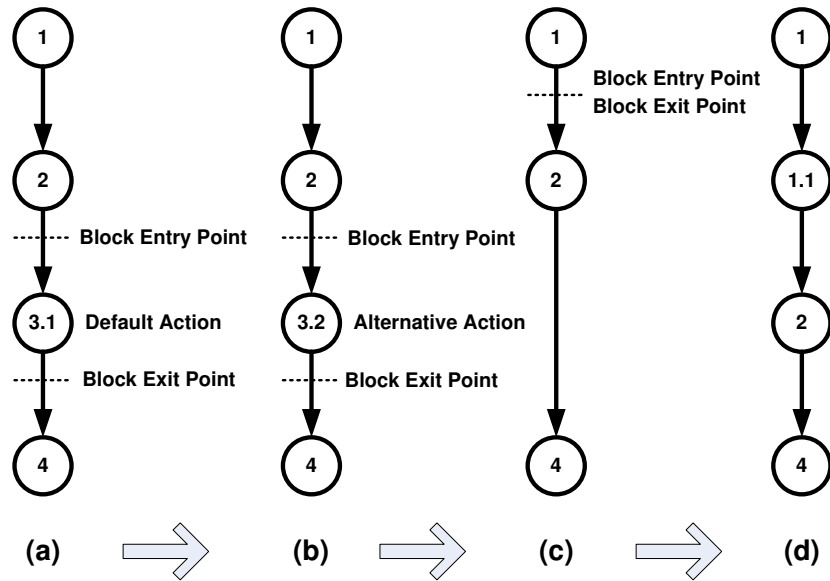 1
1
1
1
Block Entry Point
Block Exit Point
2
2
2
1.1
Block Entry Point
Block Entry Point
3.1
Default Action
3.2
Alternative Action
2
Block Exit Point
Block Exit Point
4
4
4
4
(a)
(b)
(c)
(d)